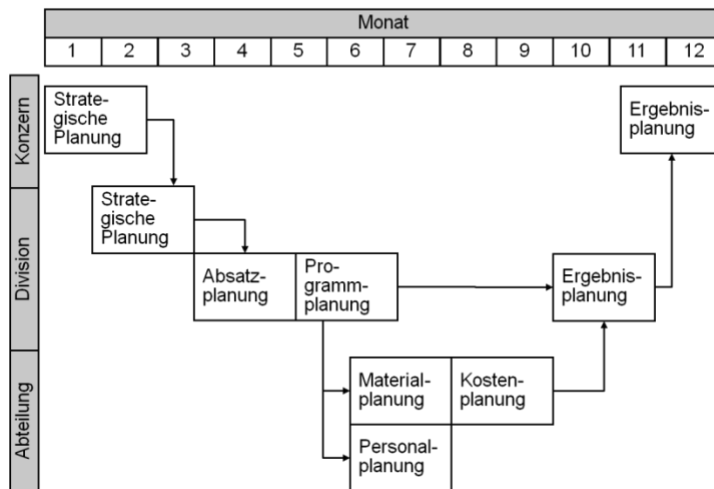 Monat
1 2 3 4 5 6 7 8 9 10 11 12
Konzern
Strate-
gische
Planung
Ergebnis-
planung
Division
Strate-
gische
Planung
Absatz-
planung
Pro-
gramm-
planung
Ergebnis-
planung
Abteilung
Material-
planung
Kosten-
planung
Personal-
planung